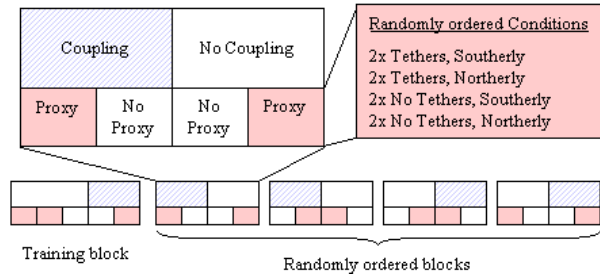 Coupling
No Coupling
Proxy
No Proxy
No Proxy
Proxy
Randomly ordered Conditions
2x Tethers, Southerly
2x Tethers, Northerly
2x No Tethers, Southerly
2x No Tethers, Northerly
Training block
Randomly ordered blocks